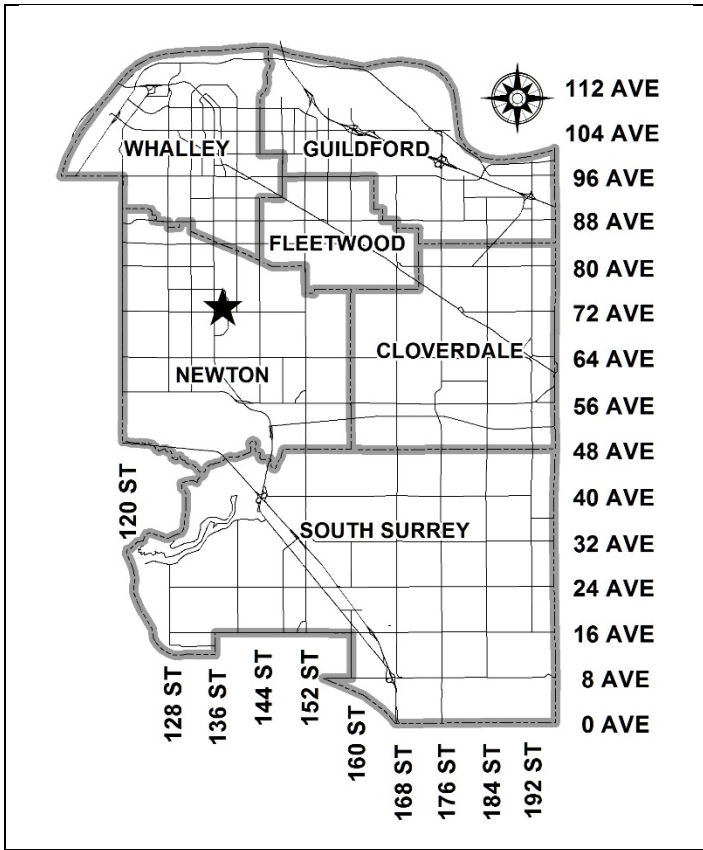 112 AVE
104 AVE
WHALLEY
GUILDFORD
96 AVE
88 AVE
FLEETWOOD
80 AVE
72 AVE
CLOVERDALE
64 AVE
NEWTON
56 AVE
48 AVE
120 ST
40 AVE
SOUTH SURREY
32 AVE
24 AVE
16 AVE
128 ST
136 ST
144 ST
152 ST
8 AVE
160 ST
0 AVE
168 ST
176 ST
184 ST
192 ST